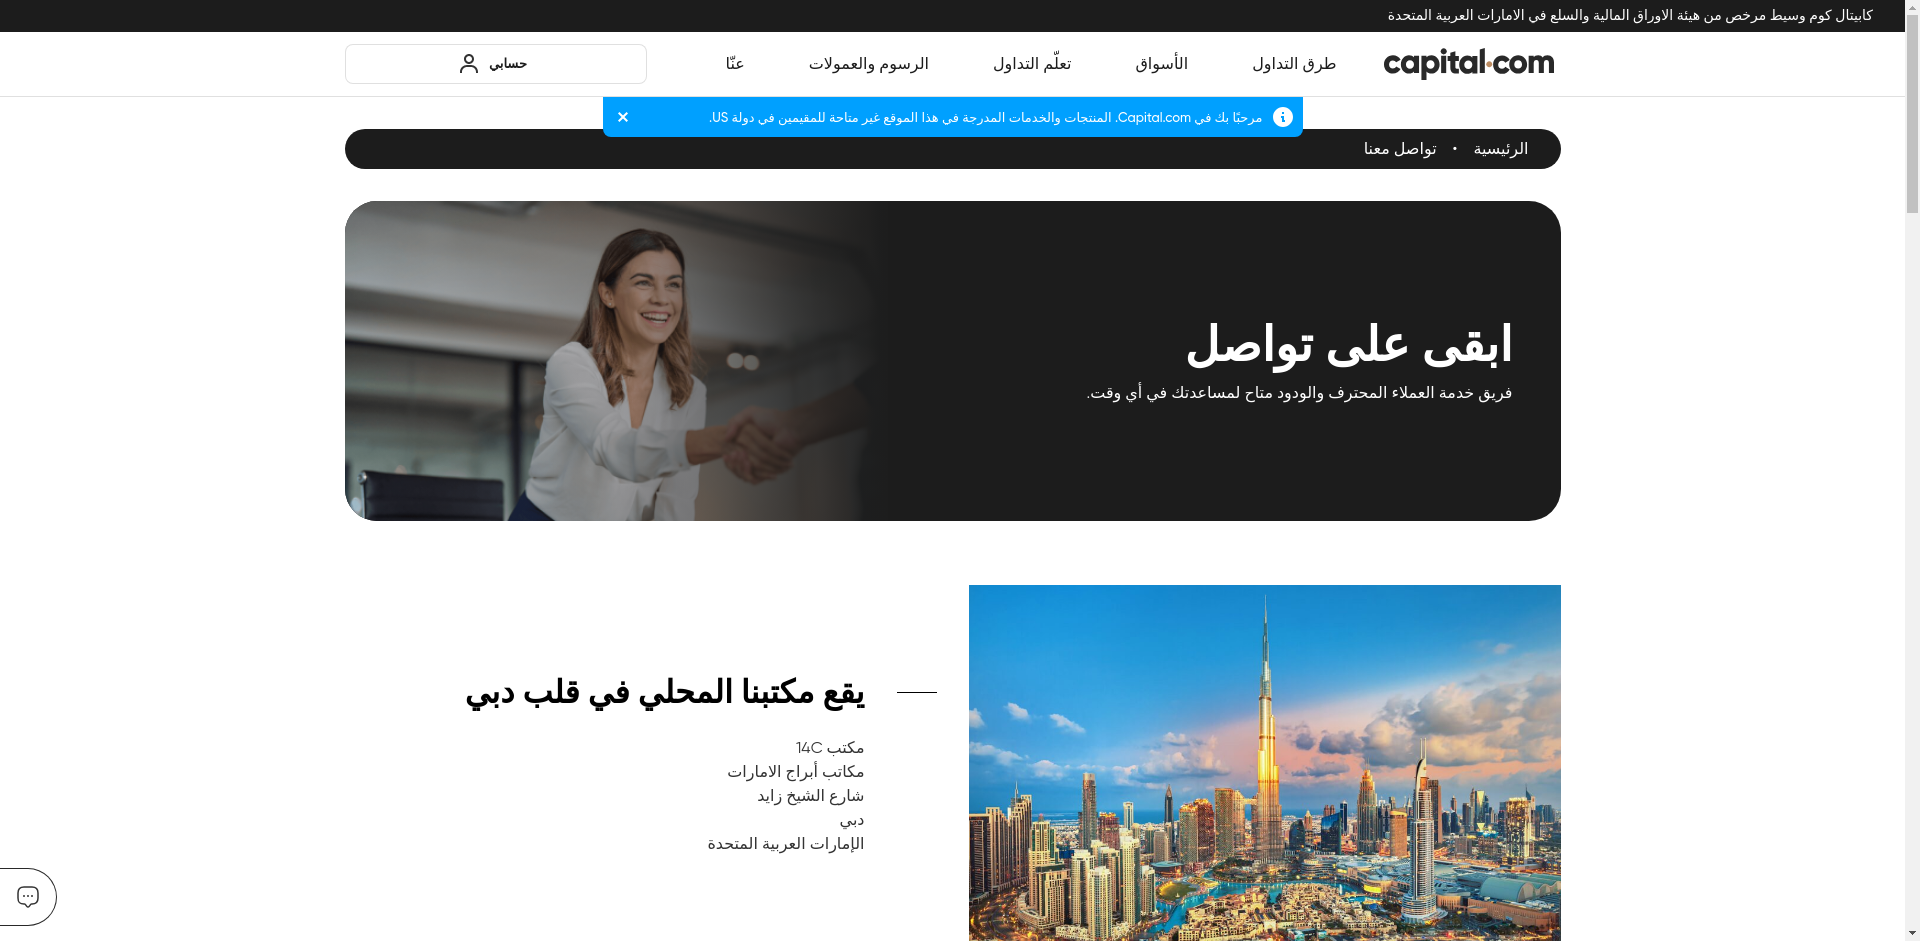 كابيتال كوم وسيط مرخص من هيئة الاوراق المالية والسلع في الامارات العربية المتحدة
capital.com
طرق التداول
الأسواق
تعلّم التداول
الرسوم والعمولات
عنّا
حسابي
مرحبًا بك في Capital.com. المنتجات والخدمات المدرجة في هذا الموقع غير متاحة للمقيمين في دولة US.
الرئيسية • تواصل معنا
ابقى على تواصل
فريق خدمة العملاء المحترف والودود متاح لمساعدتك في أي وقت.
يقع مكتبنا المحلي في قلب دبي
مكتب 14C
مكاتب أبراج الامارات
شارع الشيخ زايد
دبي
الإمارات العربية المتحدة